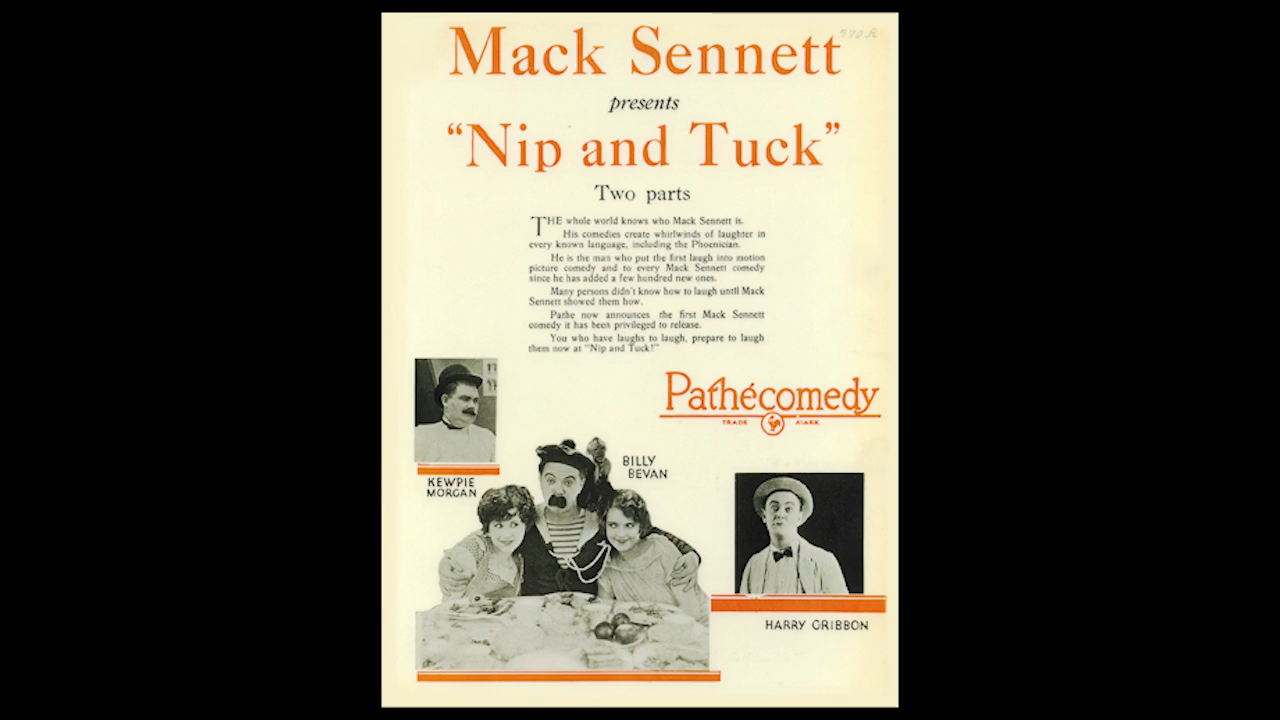 Mack Sennett
presents
“Nip and Tuck”
Two parts
THE whole world knows who Mack Sennett is.
His comedies create whirlwinds of laughter in
every known language, including the Phoenician.
He is the man who put the first laugh into motion
picture comedy and to every Mack Sennett comedy
since he has added a few hundred new ones.
Many persons didn't know how to laugh until Mack
Sennett showed them how.
Pathe now announces the first Mack Sennett
comedy it has been privileged to release.
You who have laughs to laugh, prepare to laugh
them now at "Nip and Tuck!"
Pathécomedy
TRADE MARK
KEWPIE
MORGAN
BILLY
BEVAN
HARRY GRIBBON